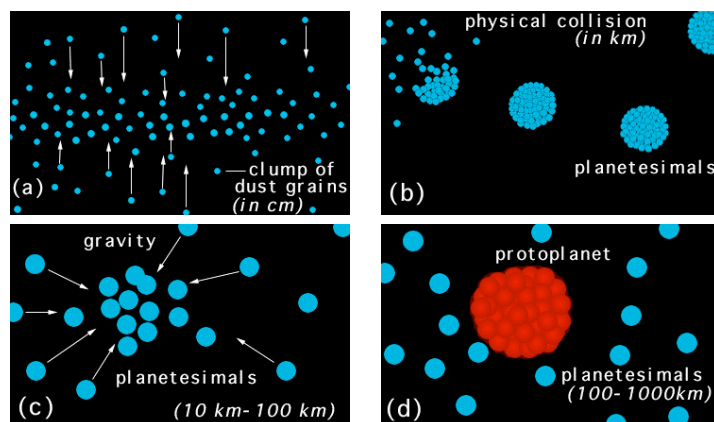 clump of
dust grains
(in cm)
(a)
physical collision
(in km)
planetesimals
(b)
gravity
planetesimals
(10 km-100 km)
(c)
protoplanet
planetesimals
(100-1000km)
(d)